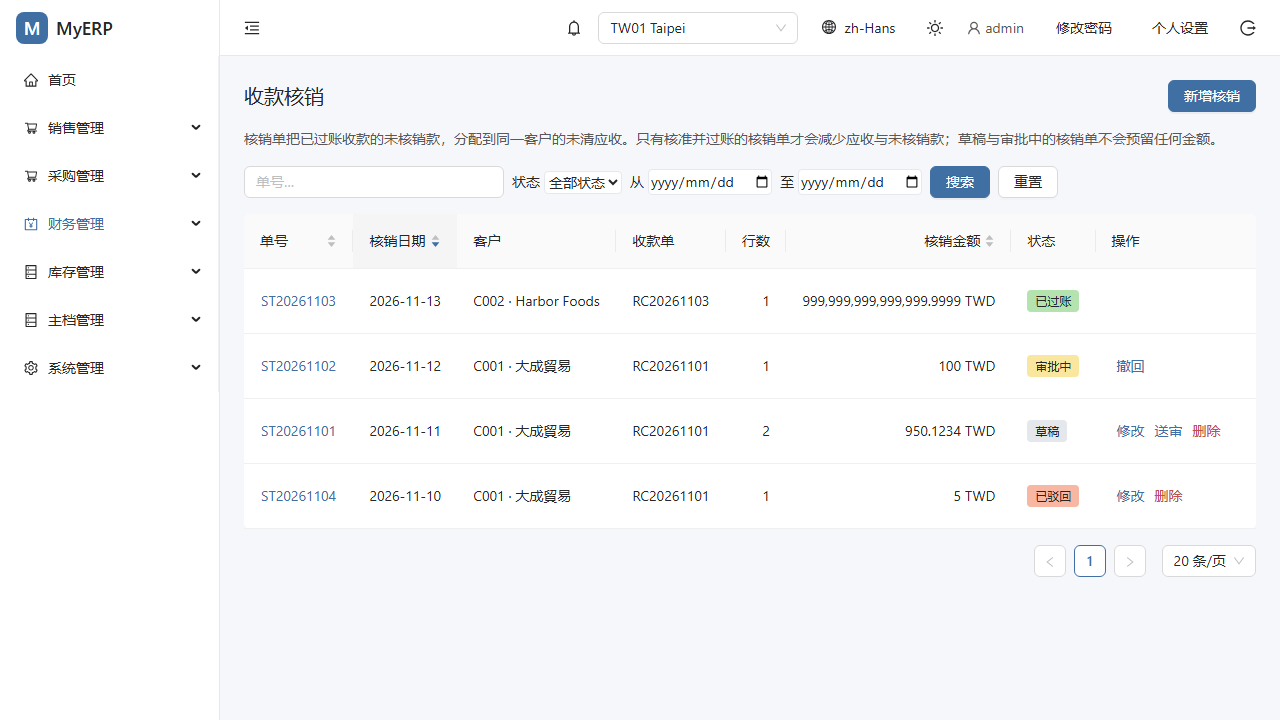 M MyERP
TW01 Taipei
zh-Hans
admin
修改密码
个人设置
首页
销售管理
采购管理
财务管理
库存管理
主档管理
系统管理
收款核销
新增核销
核销单把已过账收款的未核销款，分配到同一客户的未清应收。只有核准并过账的核销单才会减少应收与未核销款；草稿与审批中的核销单不会预留任何金额。
单号... 状态 全部状态 从 yyyy/mm/dd 至 yyyy/mm/dd 搜索 重置
单号 核销日期 客户 收款单 行数 核销金额 状态 操作
ST20261103 2026-11-13 C002 · Harbor Foods RC20261103 1 999,999,999,999,999.9999 TWD 已过账
ST20261102 2026-11-12 C001 · 大成貿易 RC20261101 1 100 TWD 审批中 撤回
ST20261101 2026-11-11 C001 · 大成貿易 RC20261101 2 950.1234 TWD 草稿 修改 送审 删除
ST20261104 2026-11-10 C001 · 大成貿易 RC20261101 1 5 TWD 已驳回 修改 删除
1 20 条/页